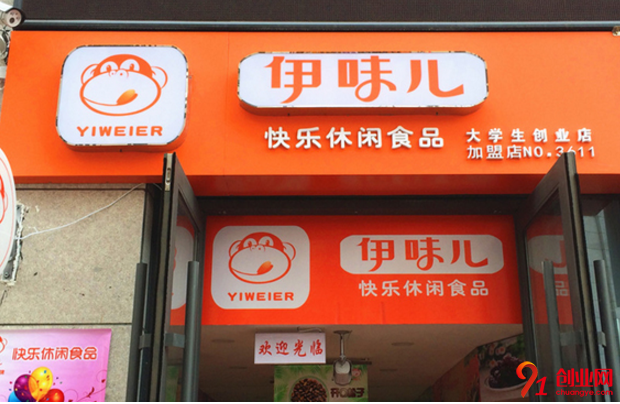 YIWEIER
伊味儿
快乐休闲食品
大学生创业店
加盟店NO.3611
YIWEIER
伊味儿
快乐休闲食品
欢迎光临
快乐休闲食品
91创业网